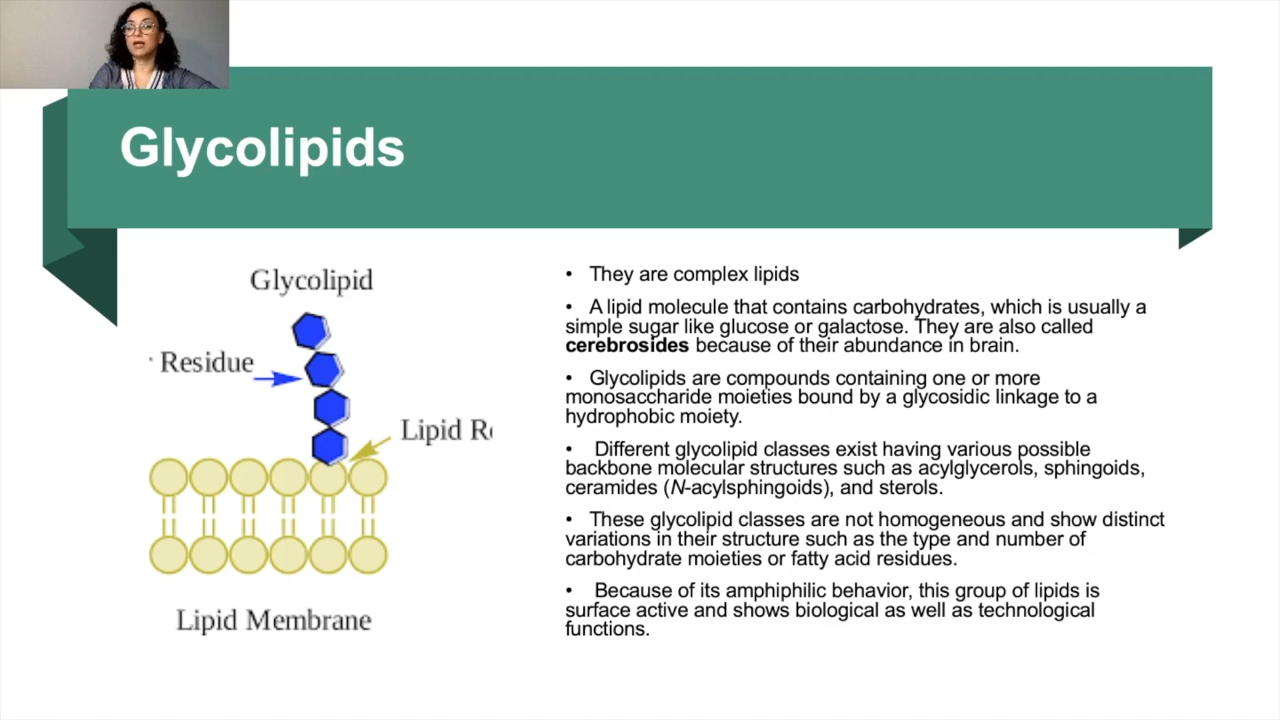 Glycolipids
Glycolipid
Residue
Lipid
Lipid Membrane
• They are complex lipids
• A lipid molecule that contains carbohydrates, which is usually a
simple sugar like glucose or galactose. They are also called
cerebrosides because of their abundance in brain.
• Glycolipids are compounds containing one or more
monosaccharide moieties bound by a glycosidic linkage to a
hydrophobic moiety.
• Different glycolipid classes exist having various possible
backbone molecular structures such as acylglycerols, sphingoids,
ceramides (N-acylsphingoids), and sterols.
• These glycolipid classes are not homogeneous and show distinct
variations in their structure such as the type and number of
carbohydrate moieties or fatty acid residues.
• Because of its amphiphilic behavior, this group of lipids is
surface active and shows biological as well as technological
functions.